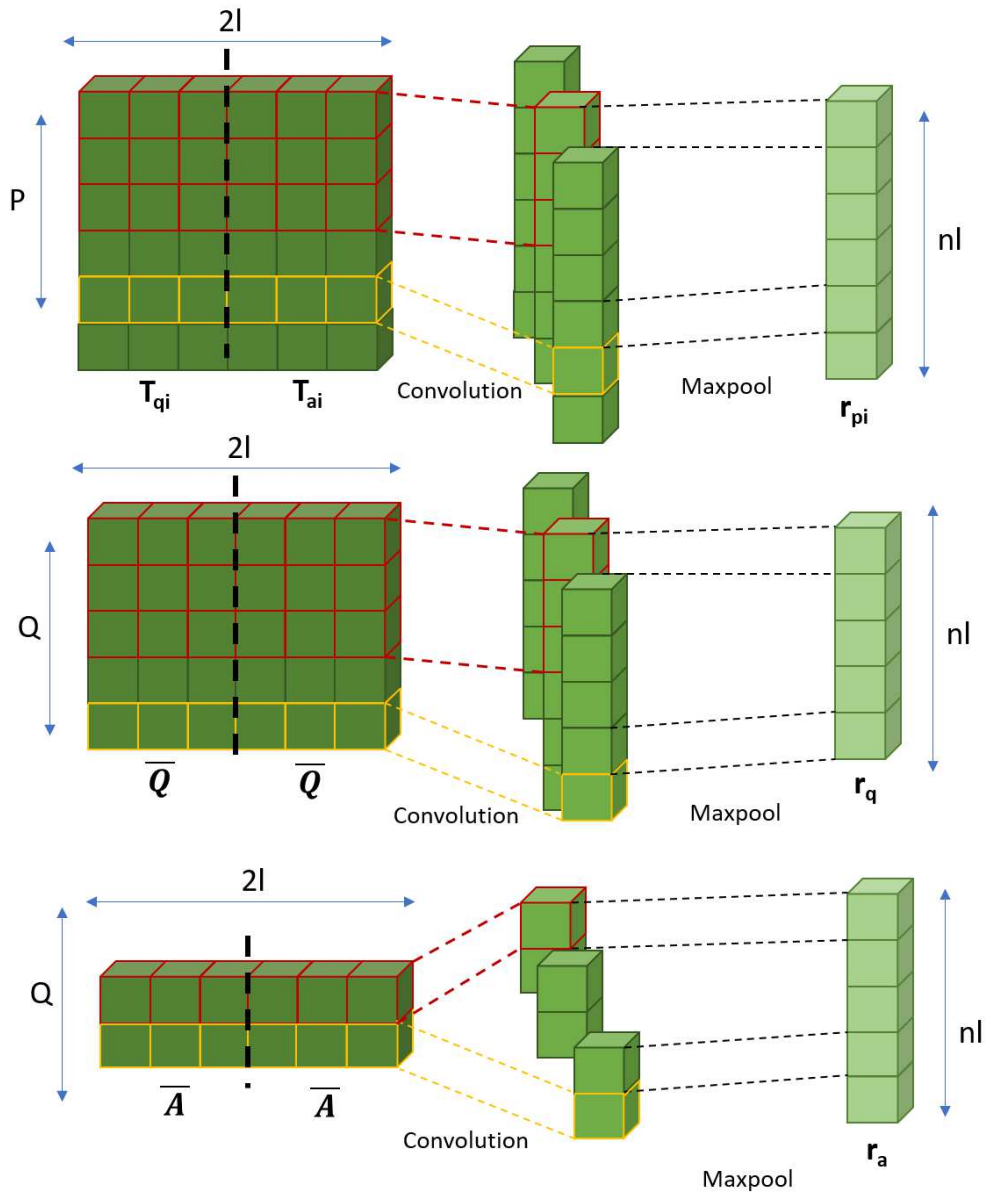 2l
P
nl
T_qi T_ai
Convolution
Maxpool
r_pi
2l
Q
nl
Q̅ Q̅
Convolution
Maxpool
r_q
2l
Q
nl
A̅ A̅
Convolution
Maxpool
r_a